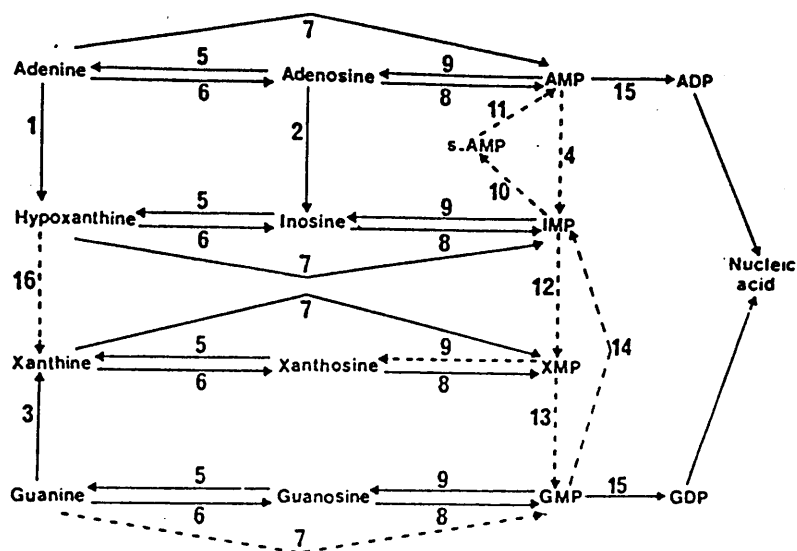 7
Adenine 5 Adenosine 9 AMP 15 ADP
6 8
1 2 11 4
s-AMP
10
Hypoxanthine 5 Inosine 9 IMP
6 8
7
16 12 Nucleic
acid
7
14
Xanthine 5 Xanthosine 9 XMP
6 8
3 13
Guanine 5 Guanosine 9 GMP 15 GDP
6 8
7